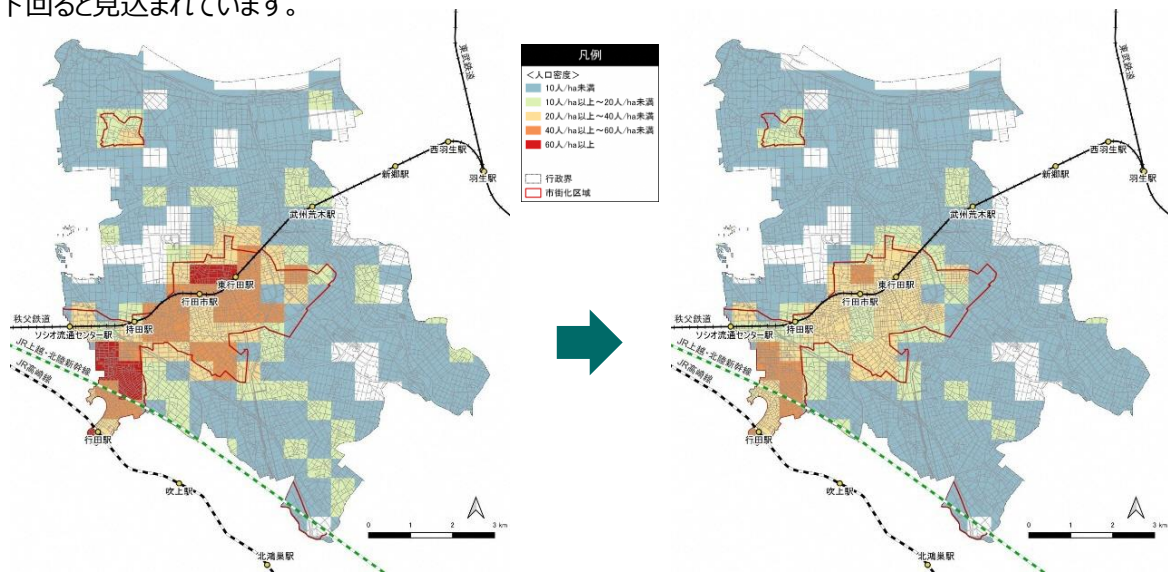 下回ると見込まれています。
東武鉄道
西羽生駅
新郷駅
羽生駅
武州荒木駅
東行田駅
行田市駅
秩父鉄道
持田駅
ソシオ流通センター駅
JR上越・北陸新幹線
JR高崎線
行田駅
吹上駅
北鴻巣駅
0 1 2 3 km
凡例
<人口密度>
10人/ha未満
10人/ha以上~20人/ha未満
20人/ha以上~40人/ha未満
40人/ha以上~60人/ha未満
60人/ha以上
行政界
市街化区域
東武鉄道
西羽生駅
新郷駅
羽生駅
武州荒木駅
東行田駅
行田市駅
秩父鉄道
持田駅
ソシオ流通センター駅
JR上越・北陸新幹線
JR高崎線
行田駅
吹上駅
北鴻巣駅
0 1 2 3 km